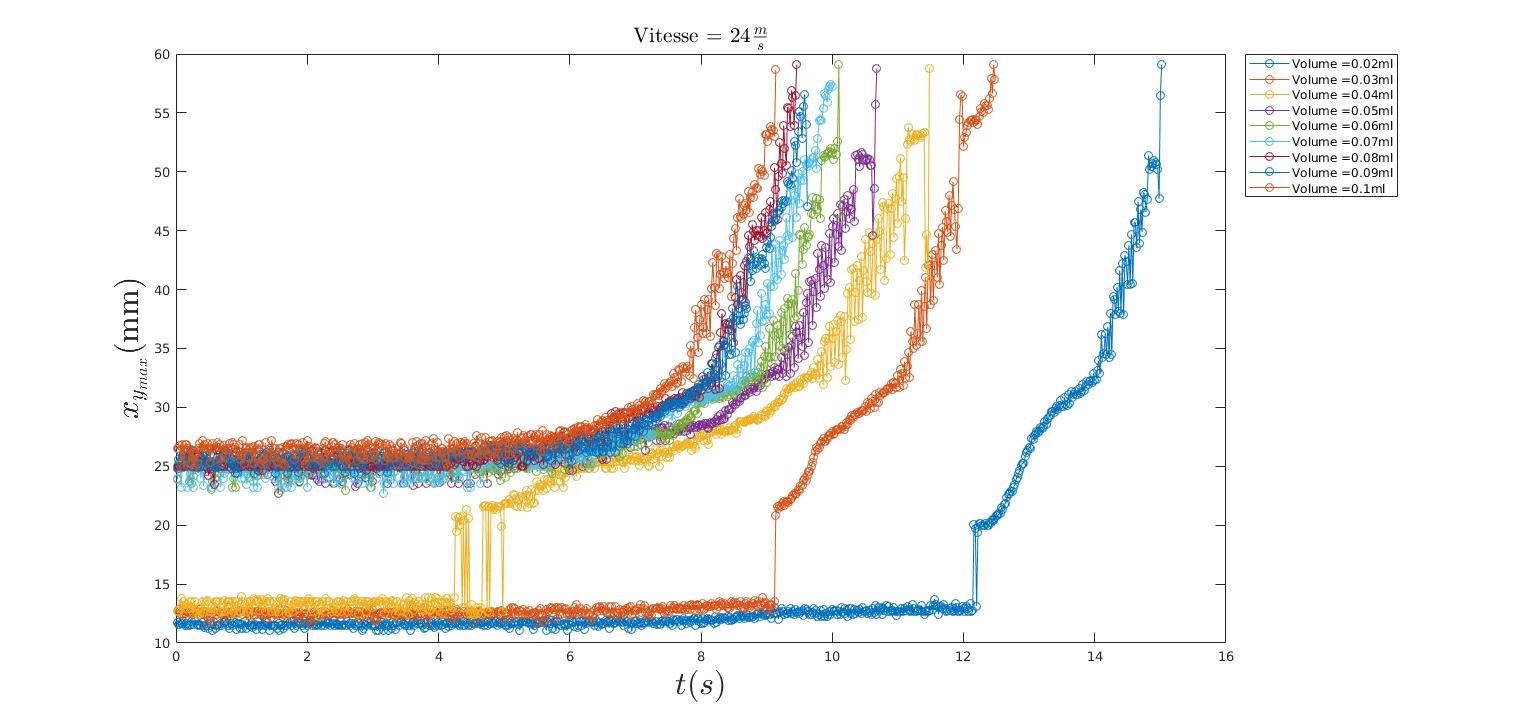 Vitesse = 24 m/s
60
55
50
45
40
35
30
25
20
15
10
x_{y_{max}} (mm)
0 2 4 6 8 10 12 14 16
t(s)
Volume =0.02ml
Volume =0.03ml
Volume =0.04ml
Volume =0.05ml
Volume =0.06ml
Volume =0.07ml
Volume =0.08ml
Volume =0.09ml
Volume =0.1ml